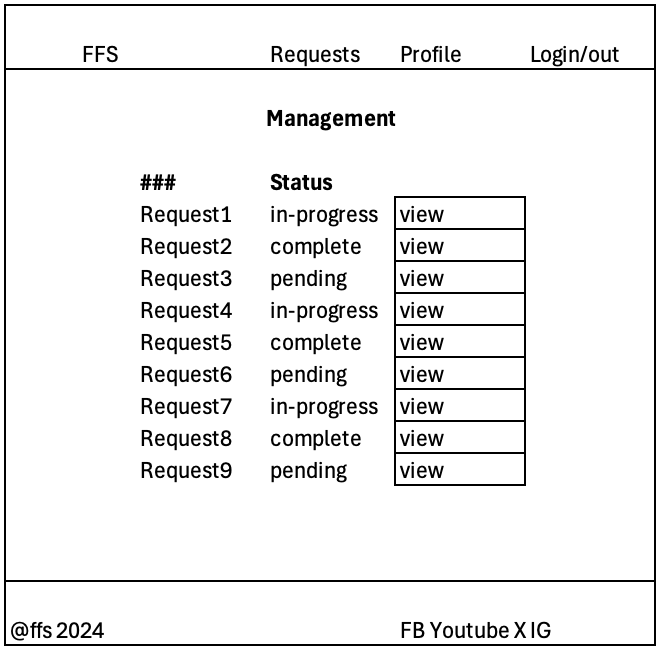 FFS Requests Profile Login/out
Management
### Status
Request1 in-progress view
Request2 complete view
Request3 pending view
Request4 in-progress view
Request5 complete view
Request6 pending view
Request7 in-progress view
Request8 complete view
Request9 pending view
@ffs 2024 FB Youtube X IG